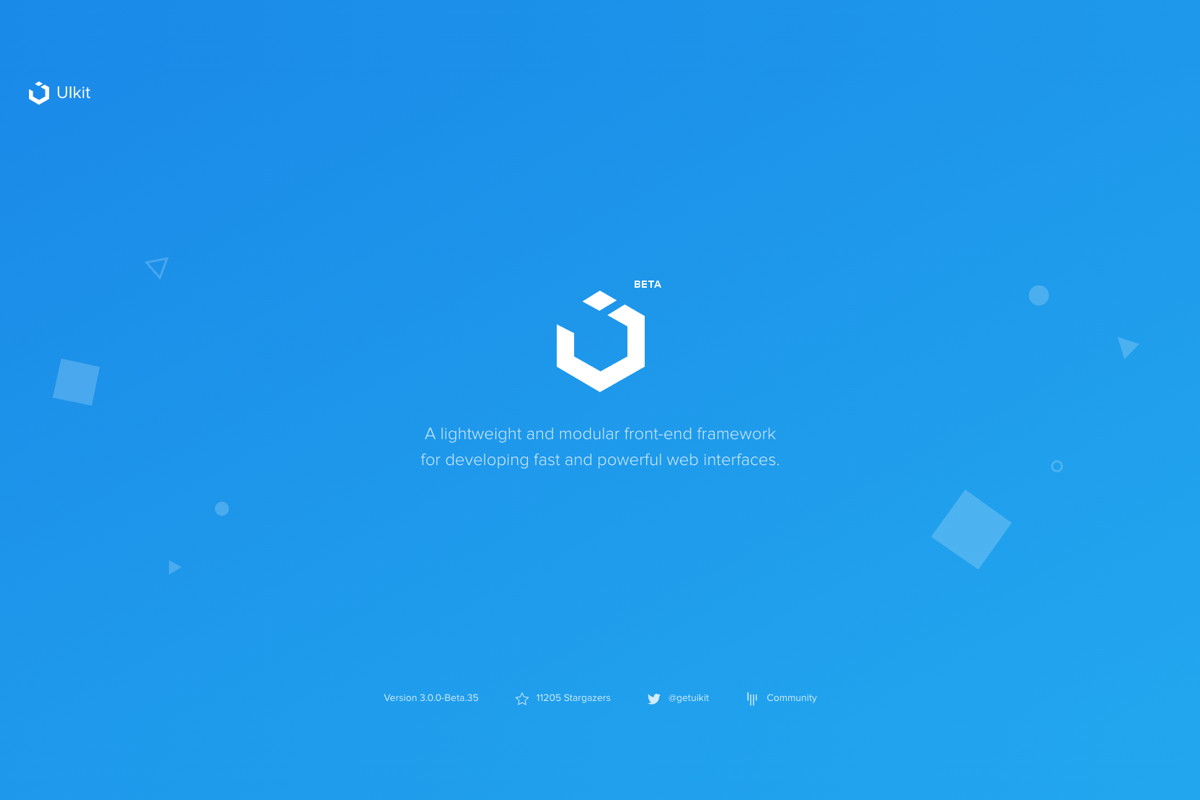 UIkit
BETA
A lightweight and modular front-end framework
for developing fast and powerful web interfaces.
Version 3.0.0-Beta.35
11205 Stargazers
@getuikit
Community